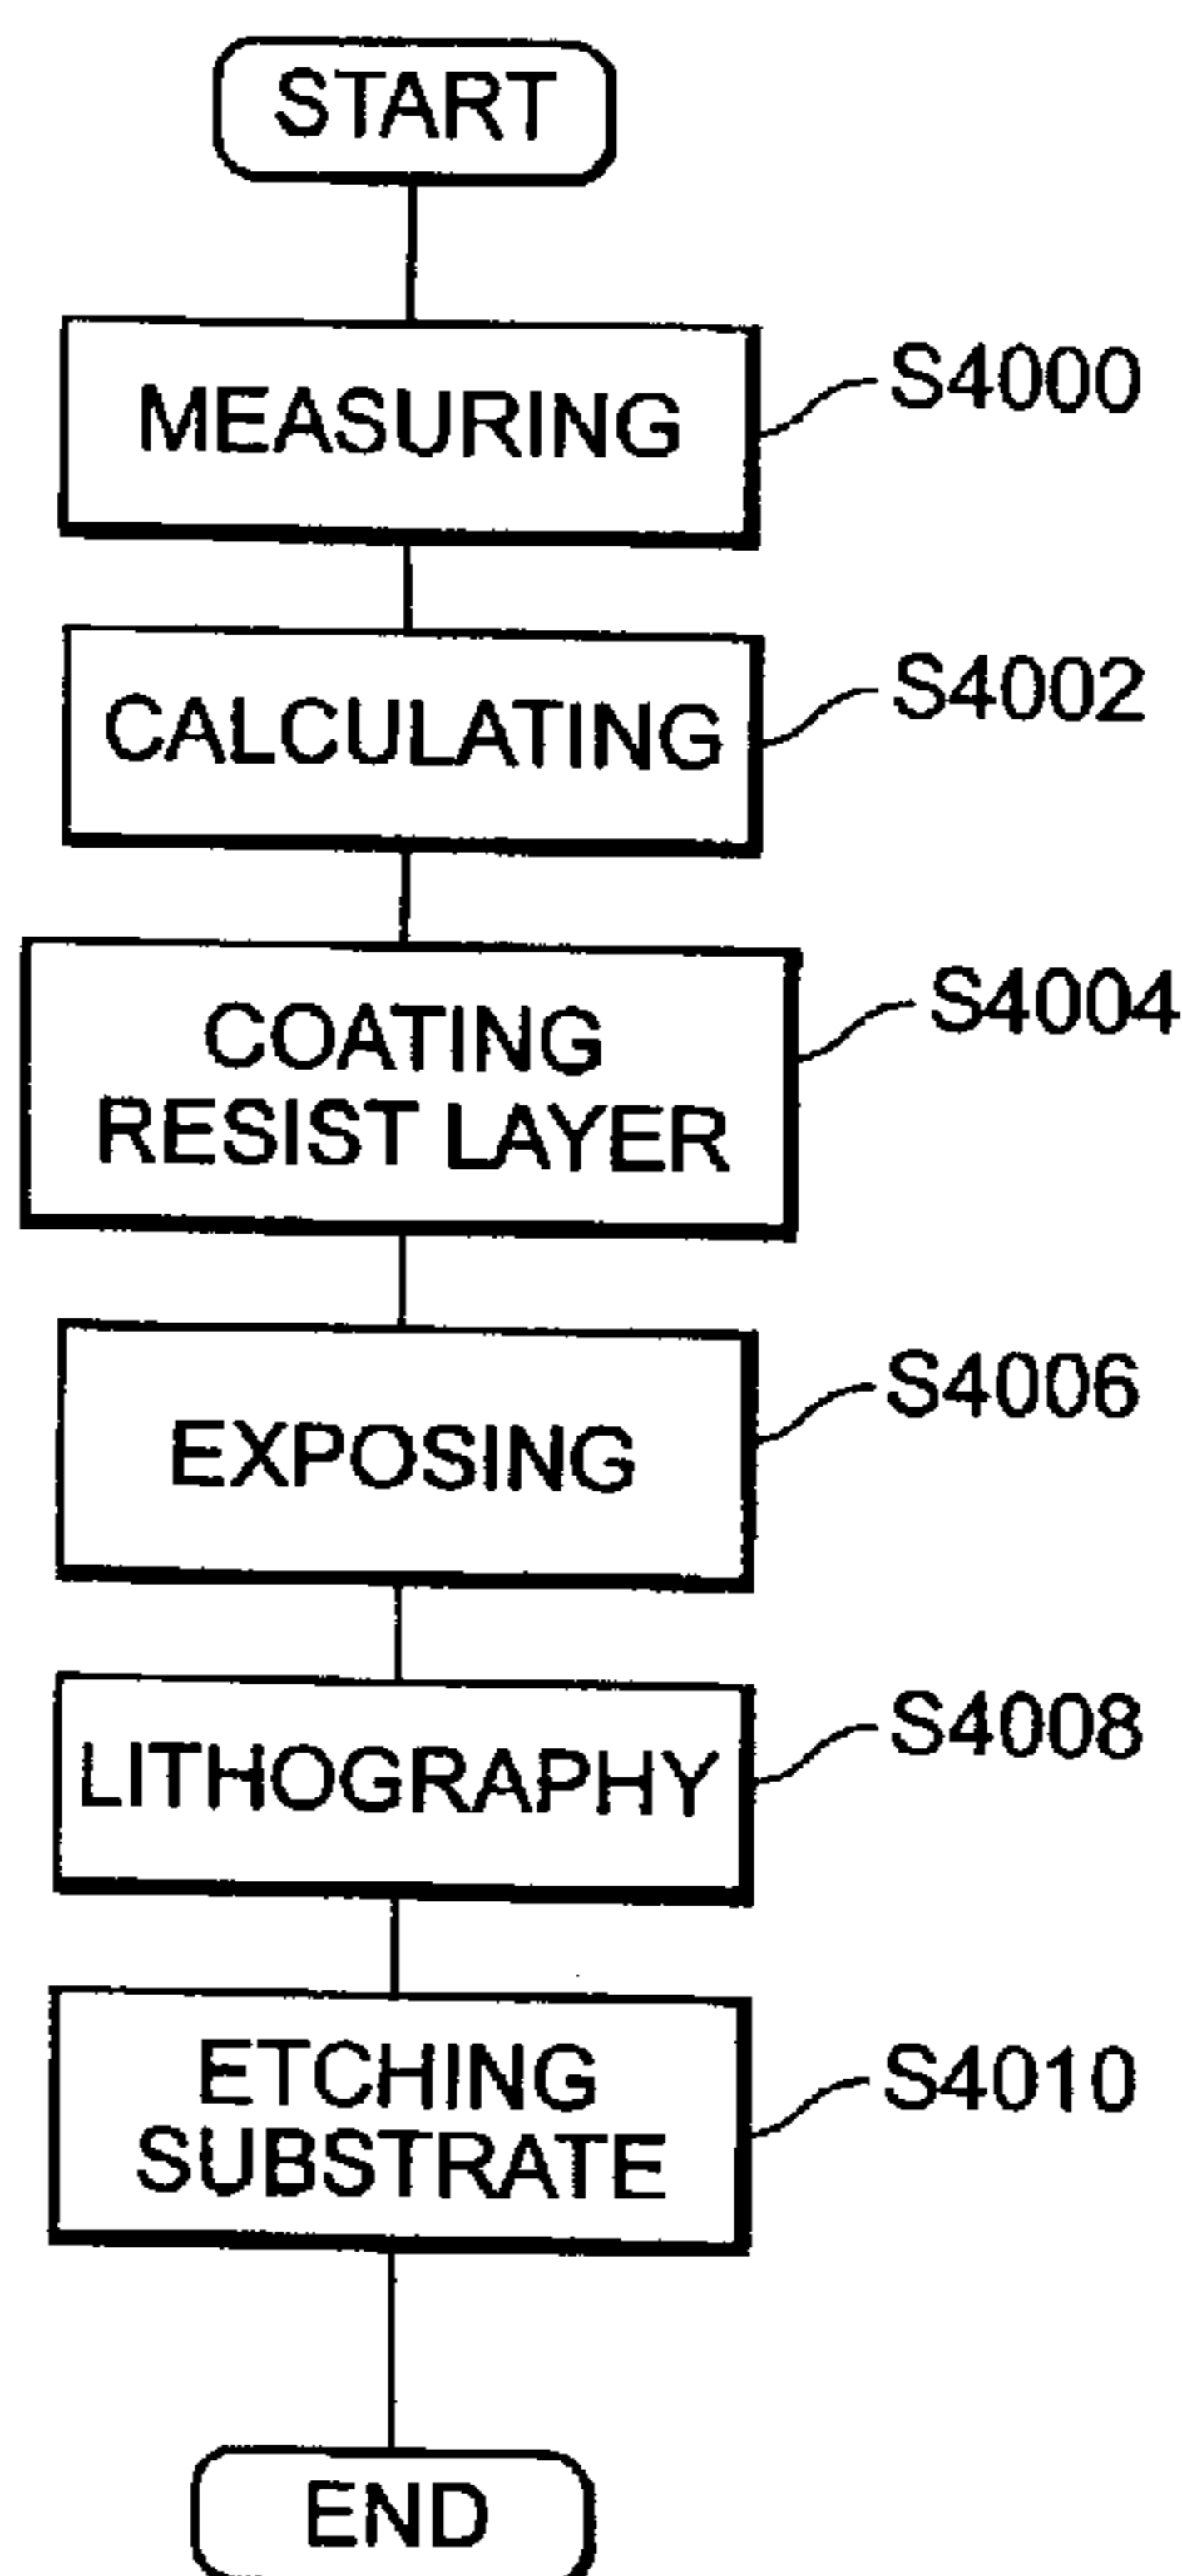 START
MEASURING
S4000
CALCULATING
S4002
COATING
RESIST LAYER
S4004
EXPOSING
S4006
LITHOGRAPHY
S4008
ETCHING
SUBSTRATE
S4010
END